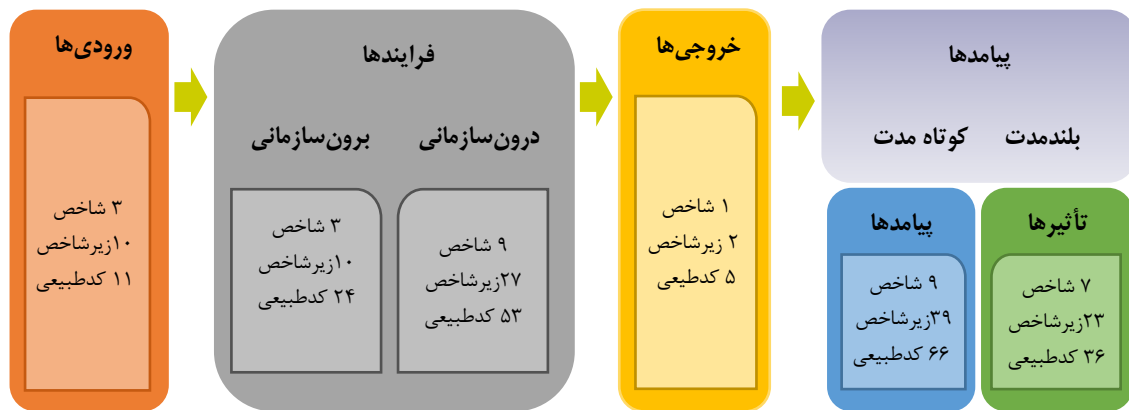 ورودی‌ها
۳ شاخص
۱۰زیرشاخص
۱۱ کدطبیعی
فرایندها
برون‌سازمانی
۳ شاخص
۱۰زیرشاخص
۲۴ کدطبیعی
درون‌سازمانی
۹ شاخص
۲۷زیرشاخص
۵۳ کدطبیعی
خروجی‌ها
۱ شاخص
۲ زیرشاخص
۵ کدطیعی
پیامدها
کوتاه مدت
بلندمدت
پیامدها
۹ شاخص
۳۹زیرشاخص
۶۶ کدطبیعی
تأثیرها
۷ شاخص
۲۳زیرشاخص
۳۶ کدطبیعی